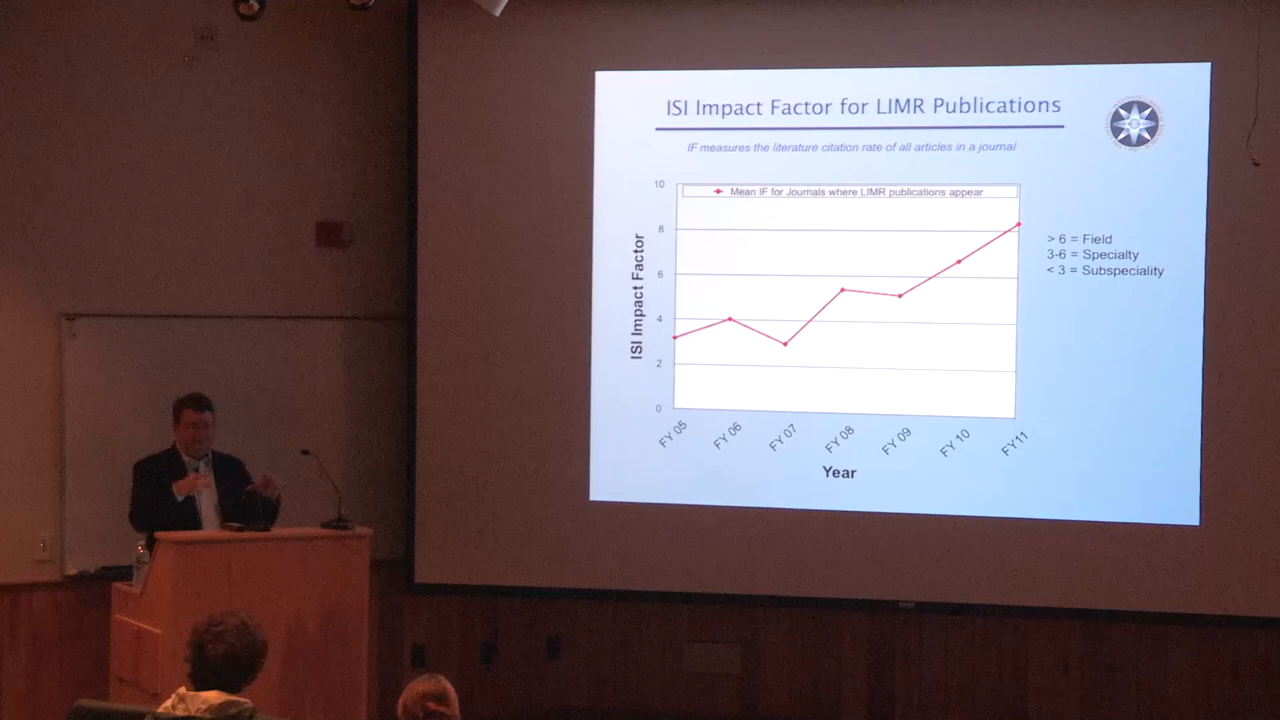 ISI Impact Factor for LIMR Publications
IF measures the literature citation rate of all articles in a journal
Mean IF for Journals where LIMR publications appear
10
8
6
4
2
0
ISI Impact Factor
FY 05
FY 06
FY 07
FY 08
FY 09
FY 10
FY11
Year
> 6 = Field
3-6 = Specialty
< 3 = Subspeciality